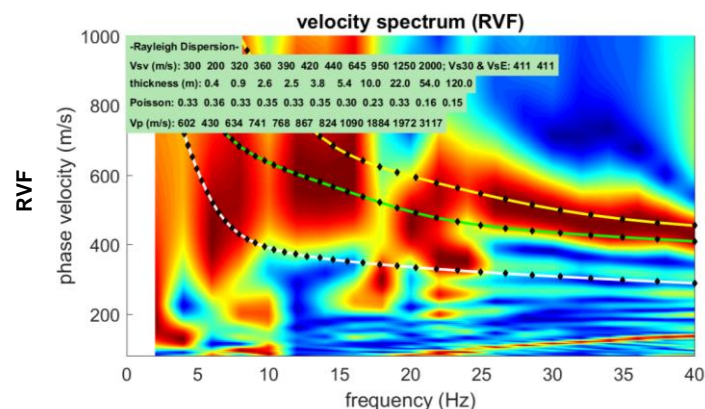 velocity spectrum (RVF)
-Rayleigh Dispersion-
Vsv (m/s): 300 200 320 360 390 420 440 645 950 1250 2000; Vs30 & VsE: 411 411
thickness (m): 0.4 0.9 2.6 2.5 3.8 5.4 10.0 22.0 54.0 120.0
Poisson: 0.33 0.36 0.33 0.35 0.33 0.35 0.30 0.23 0.33 0.16 0.15
Vp (m/s): 602 430 634 741 768 867 824 1090 1884 1972 3117
RVF
phase velocity (m/s)
1000
800
600
400
200
0 5 10 15 20 25 30 35 40
frequency (Hz)